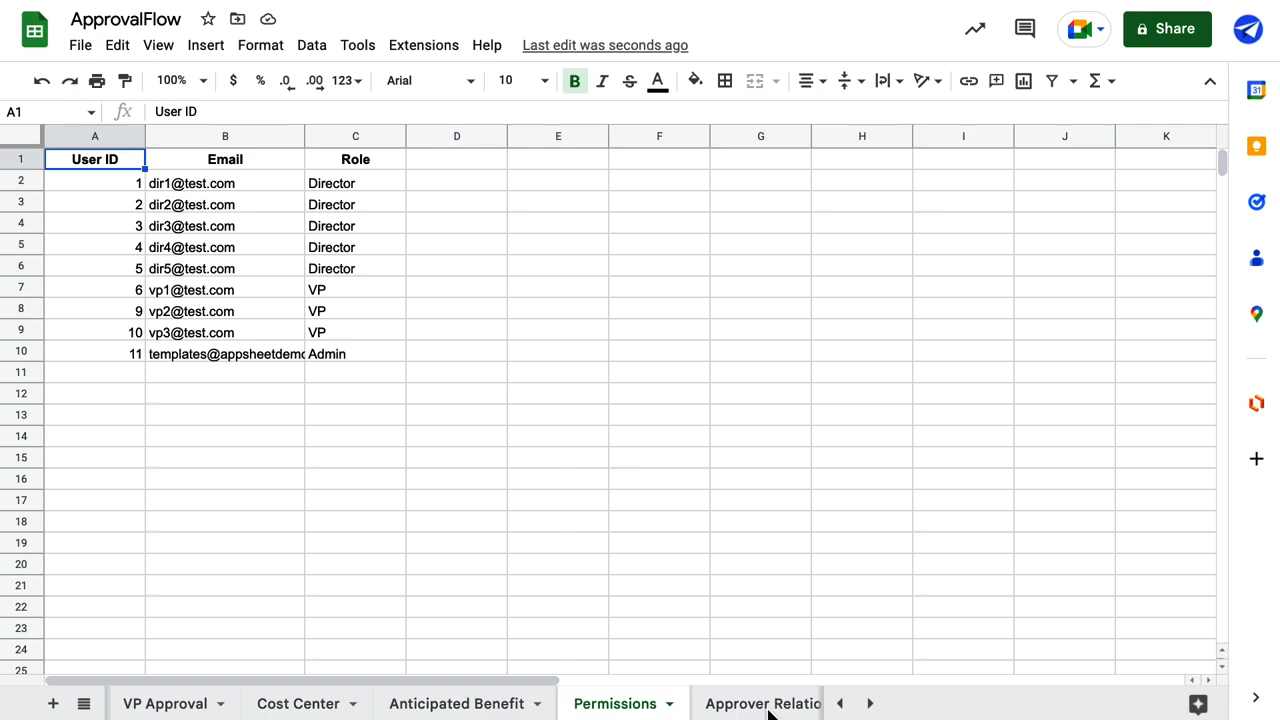 ApprovalFlow
File Edit View Insert Format Data Tools Extensions Help Last edit was seconds ago
Share
100% $ % .0 .00 123 Arial 10 B I S A
31
A1 fx User ID
A B C D E F G H I J K
1 User ID Email Role
2 1 dir1@test.com Director
3 2 dir2@test.com Director
4 3 dir3@test.com Director
5 4 dir4@test.com Director
6 5 dir5@test.com Director
7 6 vp1@test.com VP
8 9 vp2@test.com VP
9 10 vp3@test.com VP
10 11 templates@appsheetdemo Admin
11
12
13
14
15
16
17
18
19
20
21
22
23
24
25
VP Approval Cost Center Anticipated Benefit Permissions Approver Relatio